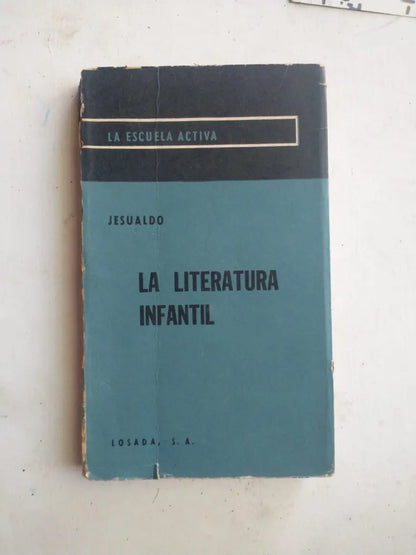 LA ESCUELA ACTIVA
JESUALDO
LA LITERATURA
INFANTIL
LOSADA, S. A.